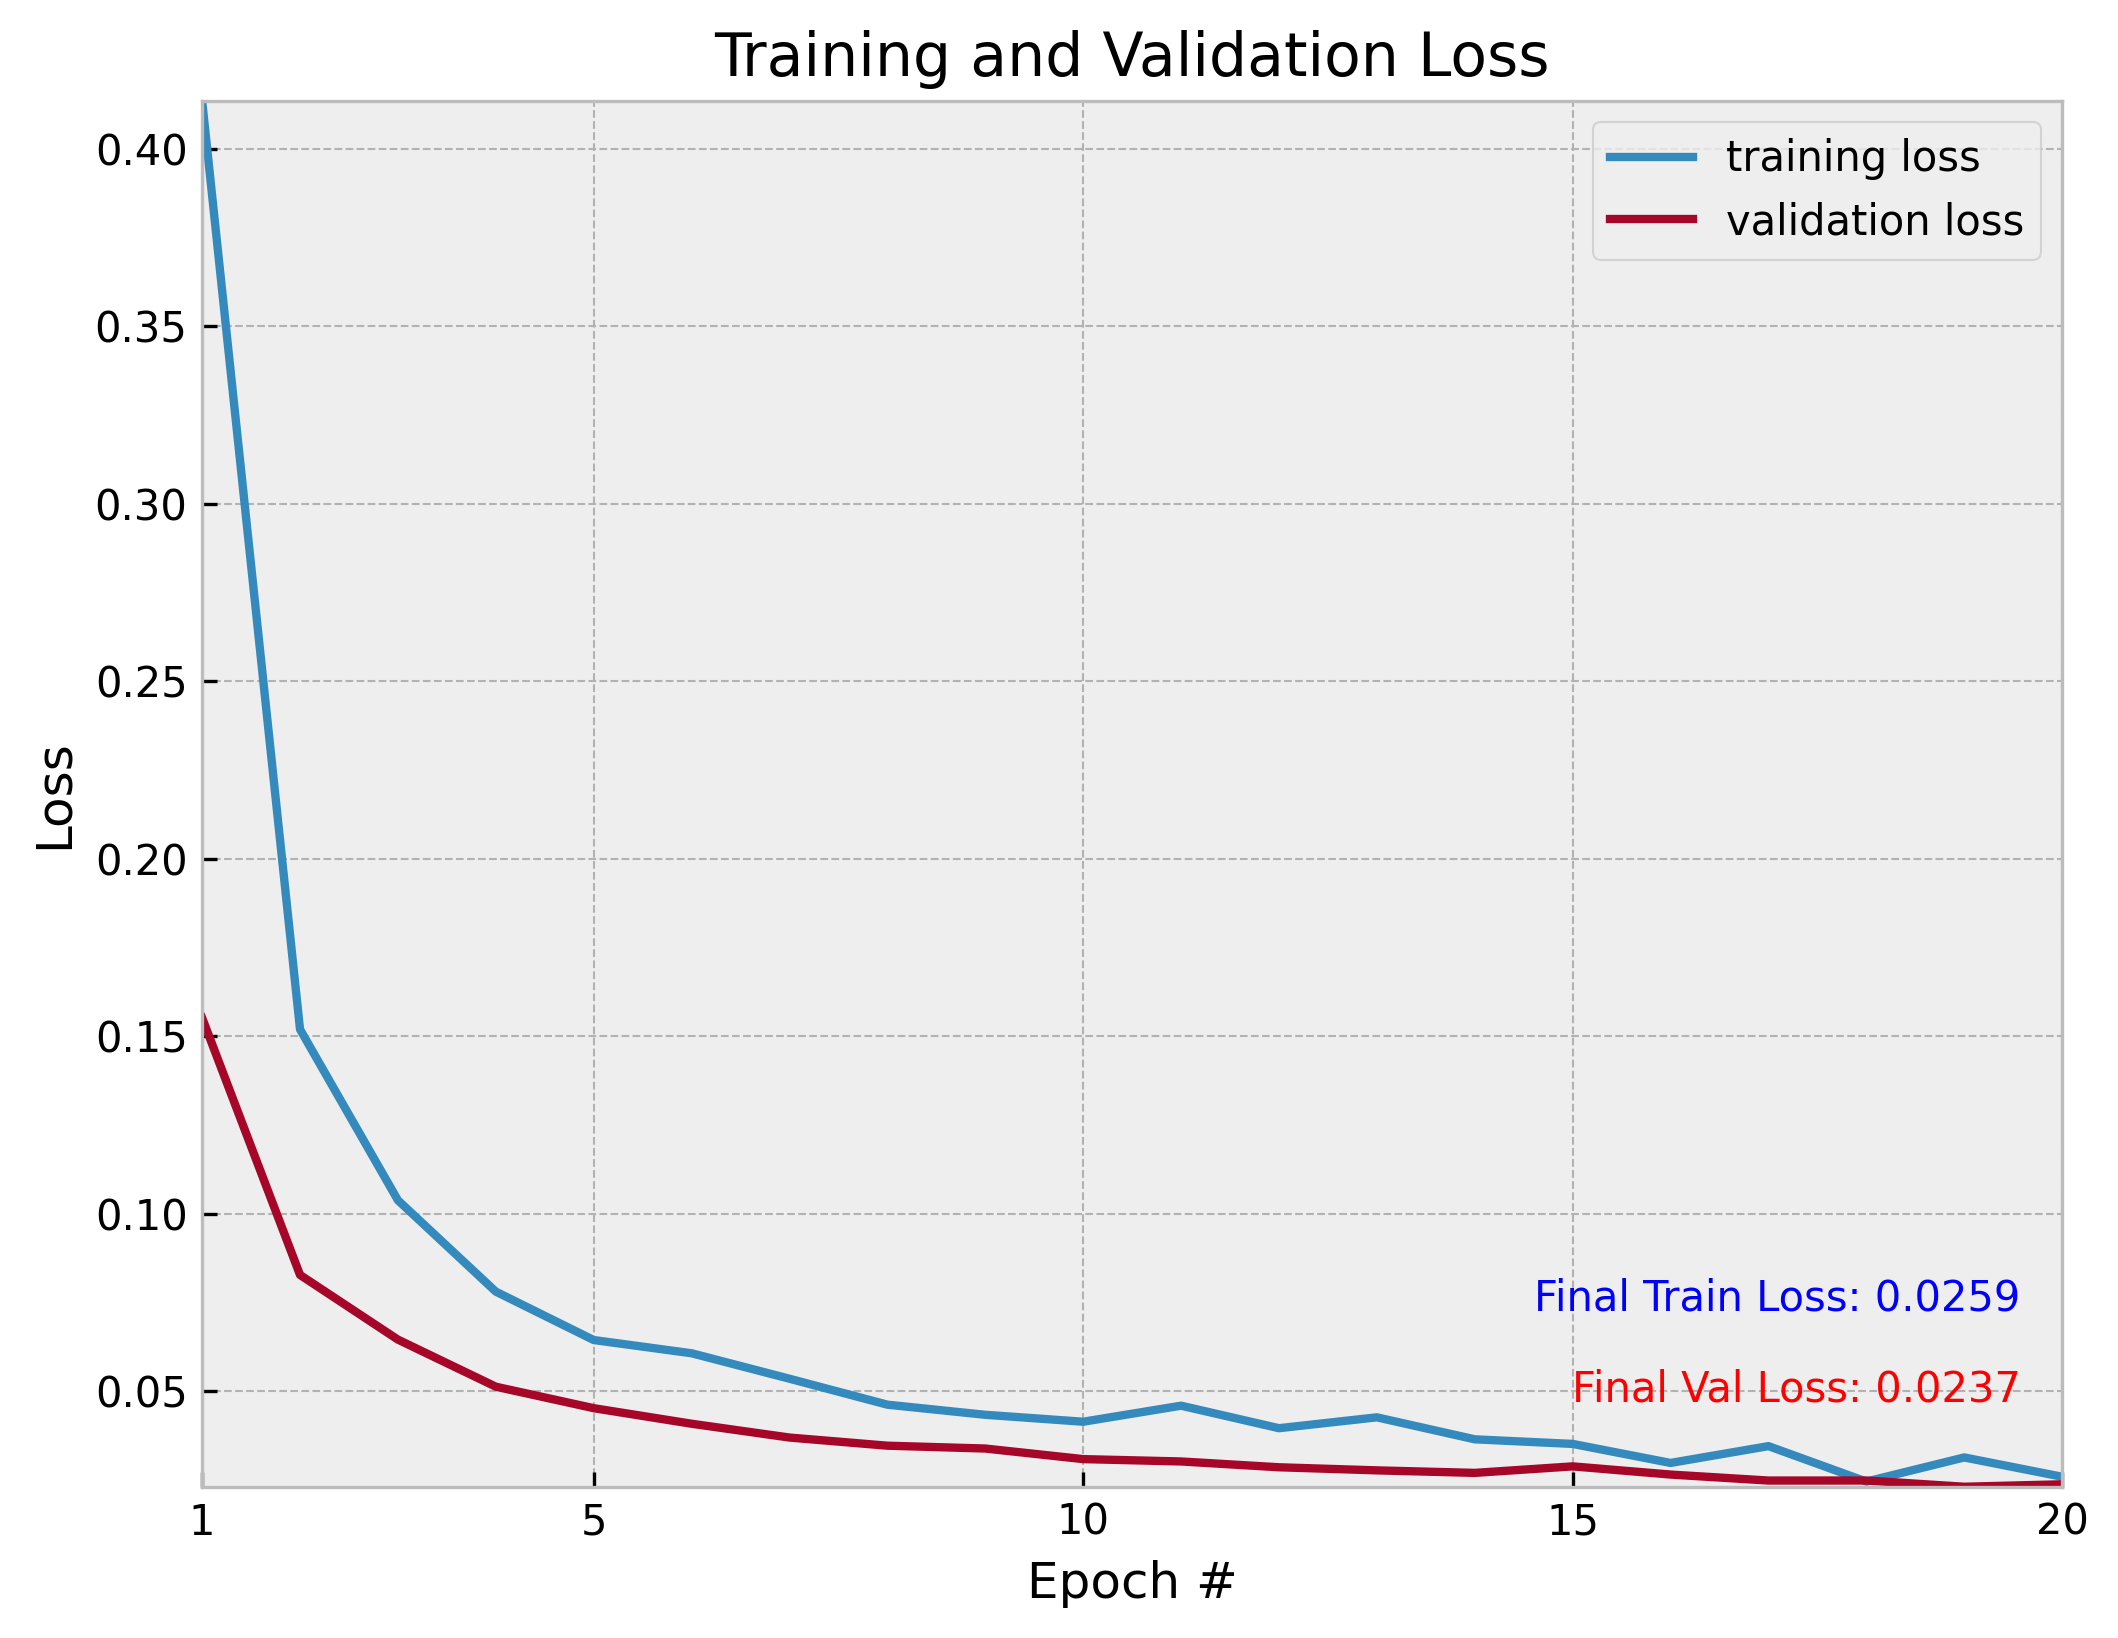 Training and Validation Loss
training loss
validation loss
0.40
0.35
0.30
0.25
0.20
0.15
0.10
0.05
Loss
Final Train Loss: 0.0259
Final Val Loss: 0.0237
1 5 10 15 20
Epoch #